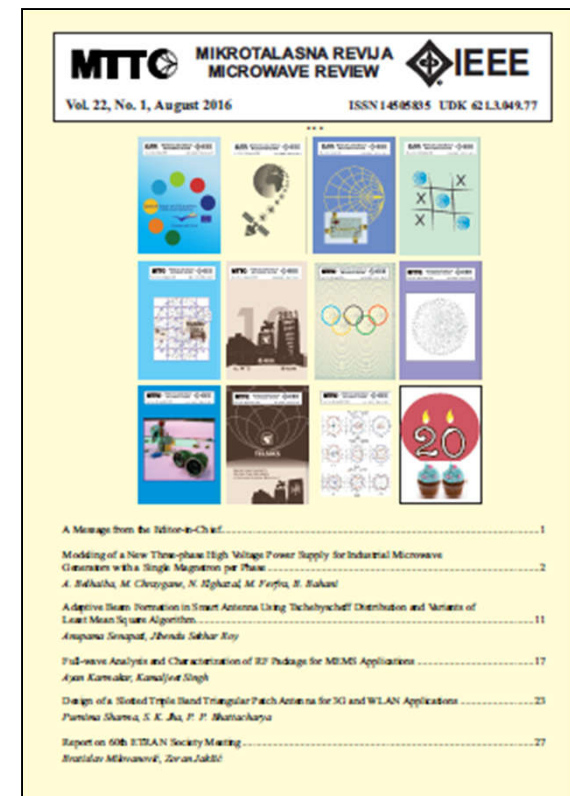 MTTC MIKROTALASNA REVIJA MICROWAVE REVIEW IEEE
Vol. 22, No. 1, August 2016 ISSN 14505835 UDK 621.3.049.77
X
X
X
2011
20
A Message from the Editor-in-Chief 1
Modeling of a New Three-phase High Voltage Power Supply for Industrial Microwave
Generators with a Single Magnetron per Phase 2
A. Belhaiba, M. Chraygane, N. Elghazal, M. Ferfra, B. Bahani
Adaptive Beam Formation in Smart Antenna Using Tschebyscheff Distribution and Variants of
Least Mean Square Algorithm 11
Anupama Senapati, Jibendu Sekhar Roy
Full-wave Analysis and Characterization of RF Package for MEMS Applications 17
Ayan Karmakar, Kamaljeet Singh
Design of a Slotted Triple Band Triangular Patch Antenna for 3G and WLAN Applications 23
Purnima Sharma, S. K. Jha, P. P. Bhattacharya
Report on 60th ETRAN Society Meeting 27
Bratislav Milovanović, Zoran Jakšić